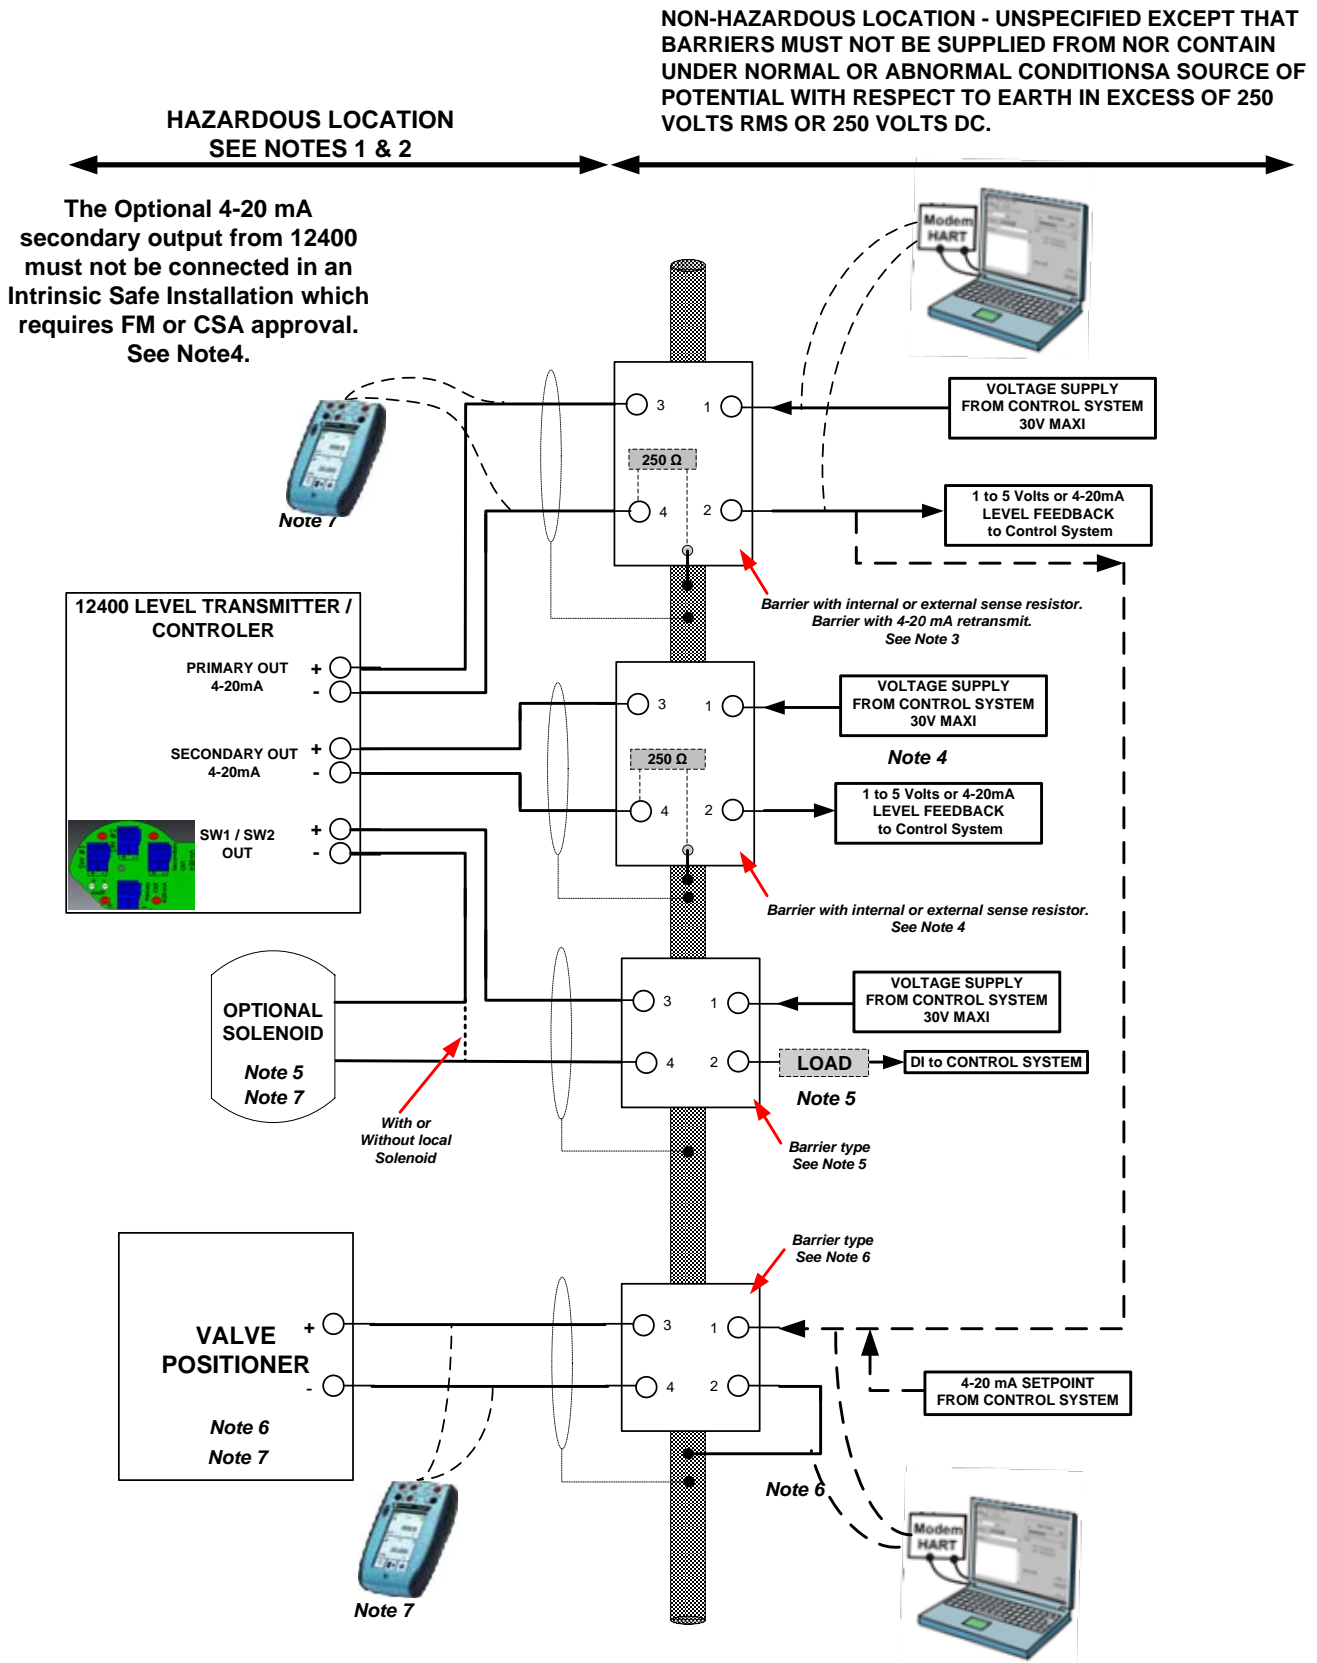 NON-HAZARDOUS LOCATION - UNSPECIFIED EXCEPT THAT
BARRIERS MUST NOT BE SUPPLIED FROM NOR CONTAIN
UNDER NORMAL OR ABNORMAL CONDITIONSA SOURCE OF
POTENTIAL WITH RESPECT TO EARTH IN EXCESS OF 250
VOLTS RMS OR 250 VOLTS DC.
HAZARDOUS LOCATION
SEE NOTES 1 & 2
The Optional 4-20 mA
secondary output from 12400
must not be connected in an
Intrinsic Safe Installation which
requires FM or CSA approval.
See Note4.
Modem
HART
3
1
VOLTAGE SUPPLY
FROM CONTROL SYSTEM
30V MAXI
250 Ω
4
2
1 to 5 Volts or 4-20mA
LEVEL FEEDBACK
to Control System
Note 7
Barrier with internal or external sense resistor.
Barrier with 4-20 mA retransmit.
See Note 3
12400 LEVEL TRANSMITTER /
CONTROLER
PRIMARY OUT
4-20mA
+
-
SECONDARY OUT
4-20mA
+
-
SW1 / SW2
OUT
+
-
3
1
VOLTAGE SUPPLY
FROM CONTROL SYSTEM
30V MAXI
Note 4
250 Ω
4
2
1 to 5 Volts or 4-20mA
LEVEL FEEDBACK
to Control System
Barrier with internal or external sense resistor.
See Note 4
OPTIONAL
SOLENOID
Note 5
Note 7
With or
Without local
Solenoid
3
1
VOLTAGE SUPPLY
FROM CONTROL SYSTEM
30V MAXI
4
2
LOAD
DI to CONTROL SYSTEM
Note 5
Barrier type
See Note 5
Barrier type
See Note 6
VALVE
POSITIONER
+
-
Note 6
Note 7
3
1
4
2
4-20 mA SETPOINT
FROM CONTROL SYSTEM
Note 6
Note 7
Modem
HART